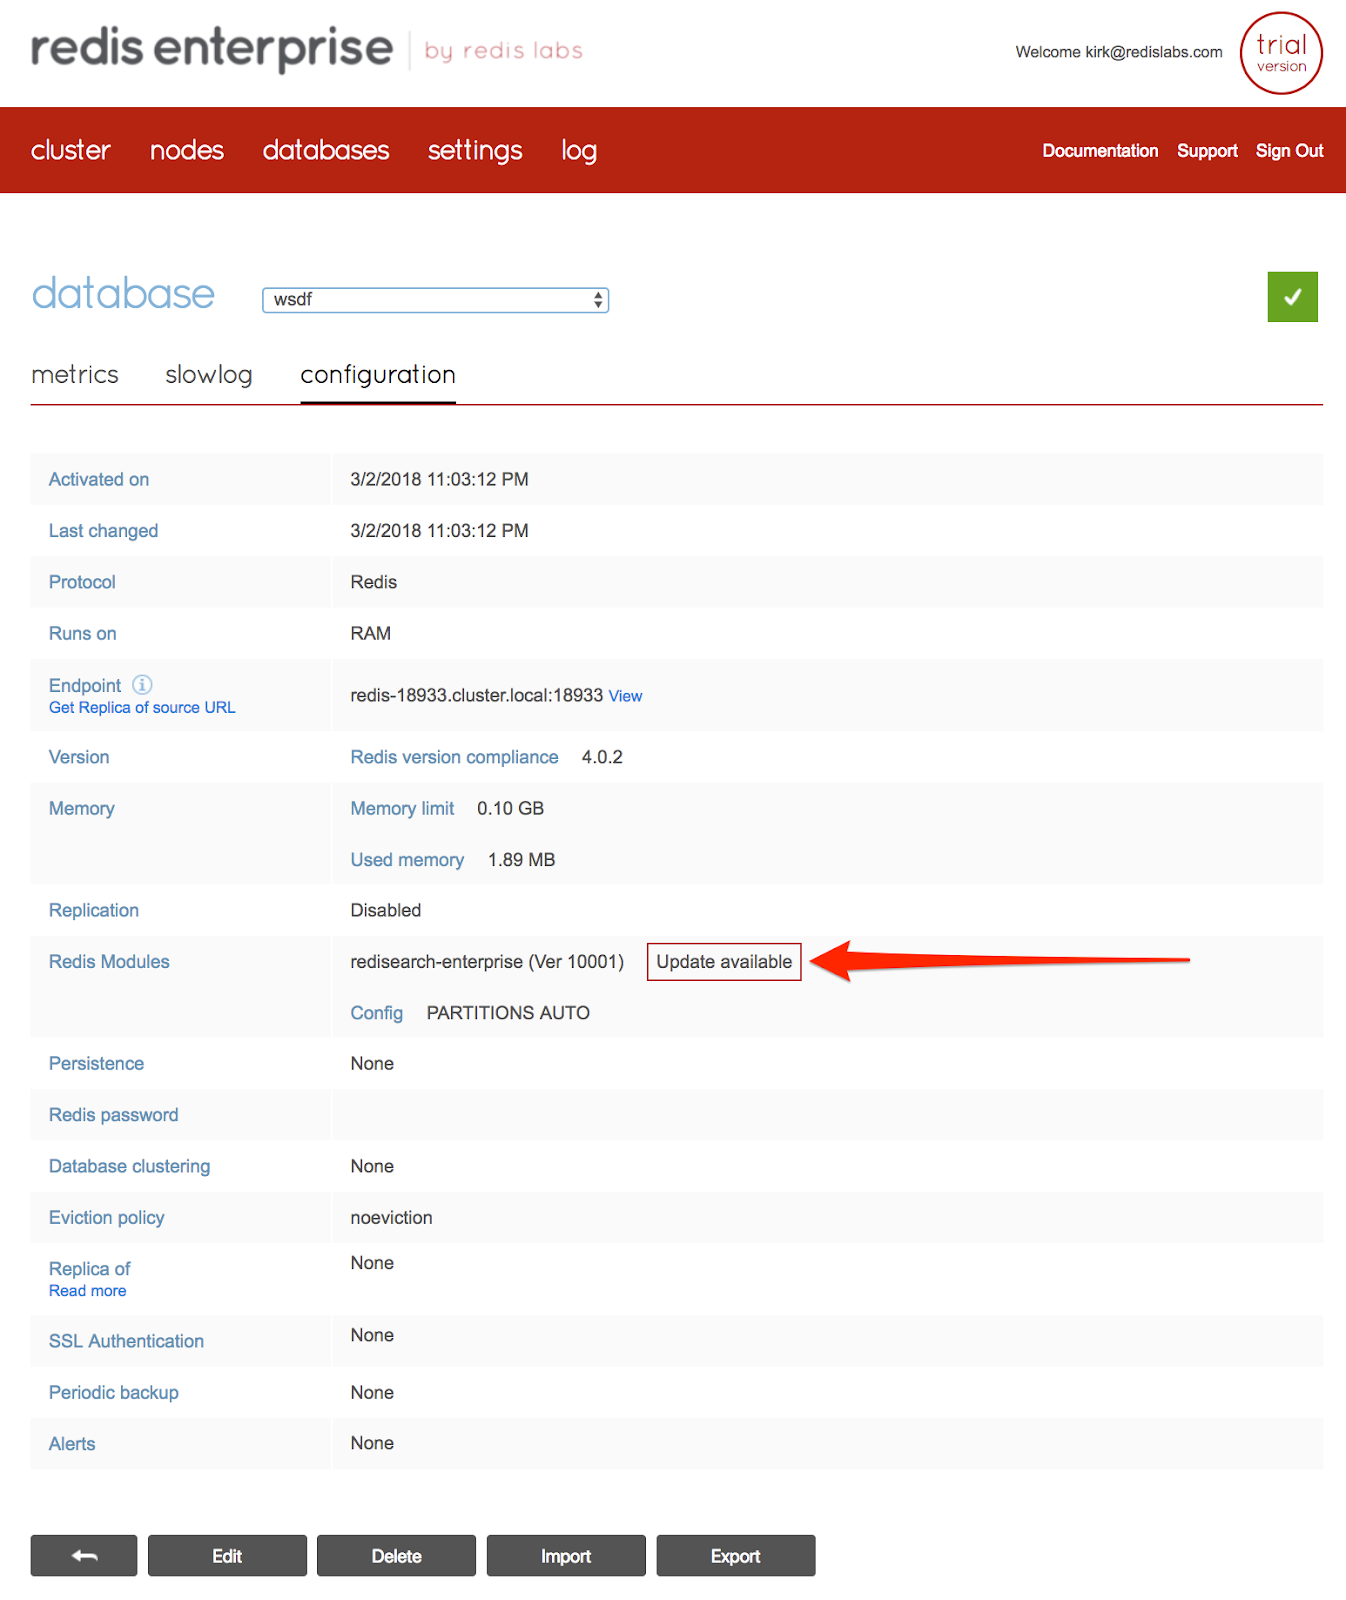 redis enterprise by redis labs
Welcome kirk@redislabs.com
trial
version
cluster nodes databases settings log
Documentation Support Sign Out
database wsdf
metrics slowlog configuration
Activated on 3/2/2018 11:03:12 PM
Last changed 3/2/2018 11:03:12 PM
Protocol Redis
Runs on RAM
Endpoint
Get Replica of source URL
redis-18933.cluster.local:18933 View
Version Redis version compliance 4.0.2
Memory Memory limit 0.10 GB
Used memory 1.89 MB
Replication Disabled
Redis Modules redisearch-enterprise (Ver 10001) Update available
Config PARTITIONS AUTO
Persistence None
Redis password
Database clustering None
Eviction policy noeviction
Replica of None
Read more
SSL Authentication None
Periodic backup None
Alerts None
Edit Delete Import Export